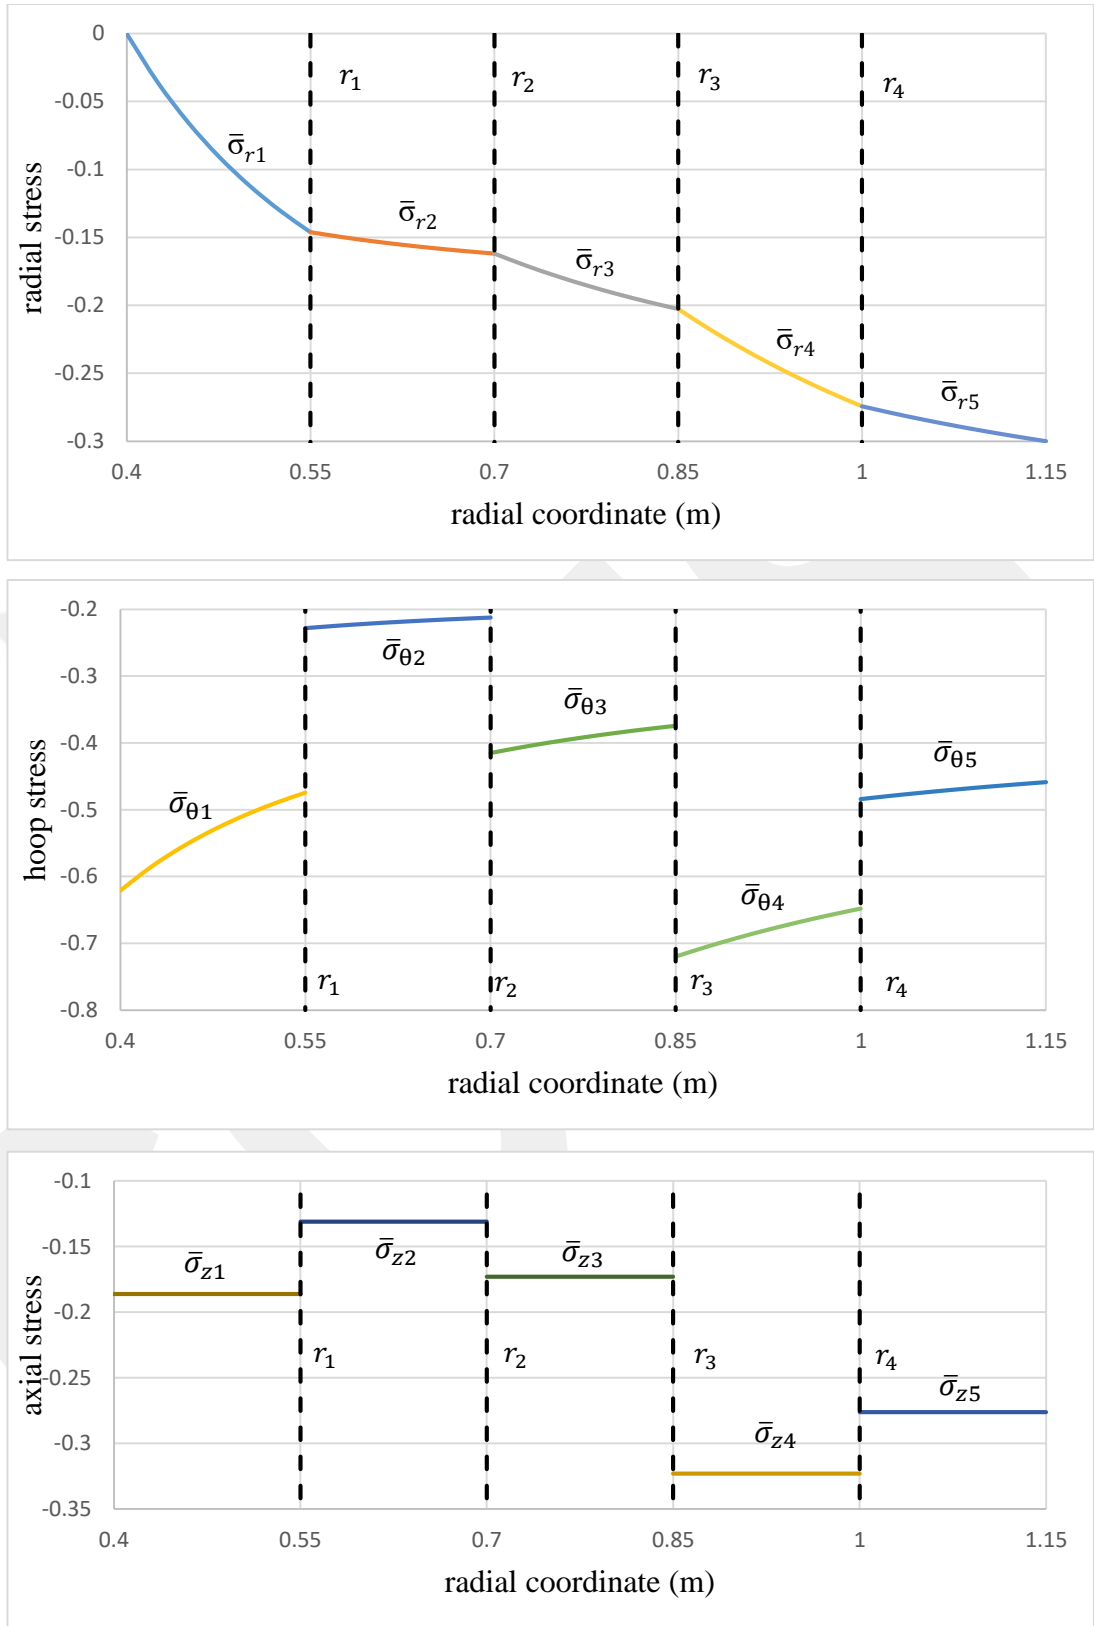 0
-0.05
-0.1
-0.15
-0.2
-0.25
-0.3
radial stress
r₁
r₂
r₃
r₄
σ̄ᵣ₁
σ̄ᵣ₂
σ̄ᵣ₃
σ̄ᵣ₄
σ̄ᵣ₅
0.4 0.55 0.7 0.85 1 1.15
radial coordinate (m)
-0.2
-0.3
-0.4
-0.5
-0.6
-0.7
-0.8
hoop stress
σ̄θ1
σ̄θ2
σ̄θ3
σ̄θ4
σ̄θ5
r₁
r₂
r₃
r₄
0.4 0.55 0.7 0.85 1 1.15
radial coordinate (m)
-0.1
-0.15
-0.2
-0.25
-0.3
-0.35
axial stress
σ̄z1
σ̄z2
σ̄z3
σ̄z4
σ̄z5
r₁
r₂
r₃
r₄
0.4 0.55 0.7 0.85 1 1.15
radial coordinate (m)